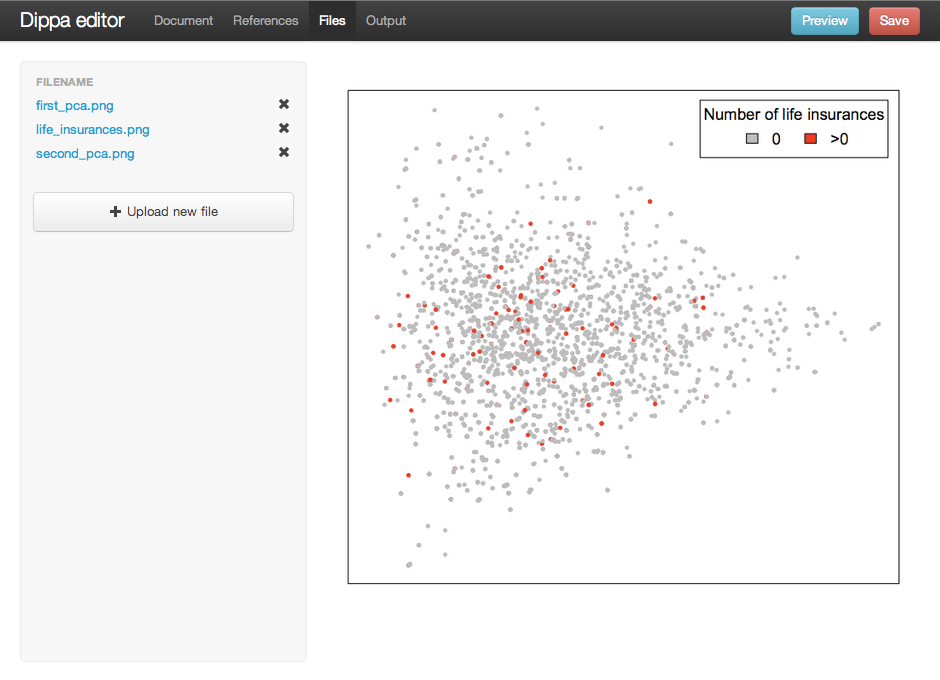 Dippa editor Document References Files Output Preview Save
FILENAME
first_pca.png
life_insurances.png
second_pca.png
Upload new file
Number of life insurances
0 >0